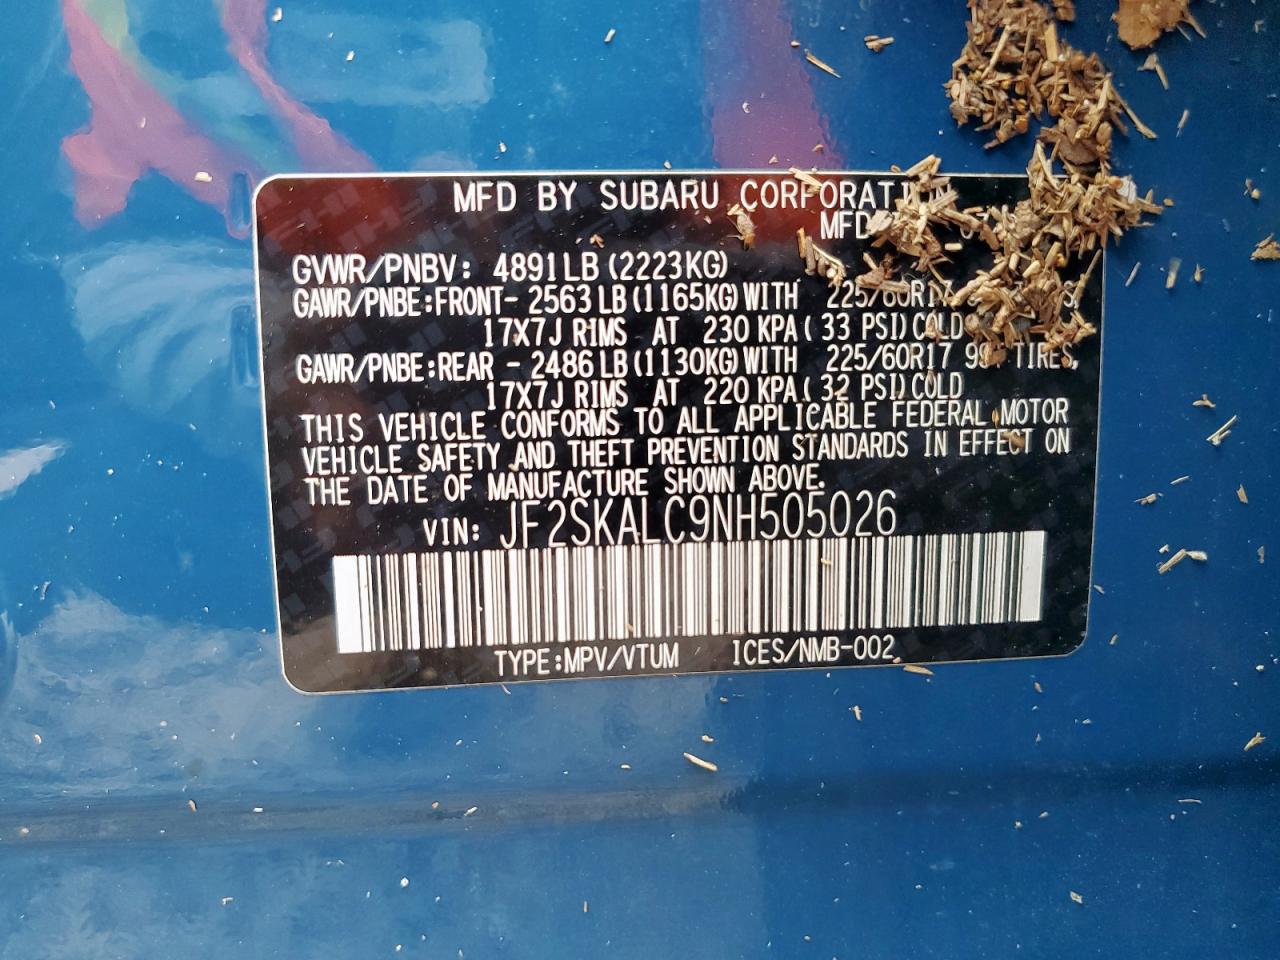 MFD BY SUBARU CORPORATION
MFD
GVWR/PNBV: 4891LB (2223KG)
GAWR/PNBE:FRONT- 2563 LB (1165KG) WITH 225/60R17
17X7J RIMS AT 230 KPA ( 33 PSI) COLD
GAWR/PNBE:REAR - 2486 LB (1130KG) WITH 225/60R17 TIRES,
17X7J RIMS AT 220 KPA ( 32 PSI) COLD
THIS VEHICLE CONFORMS TO ALL APPLICABLE FEDERAL MOTOR
VEHICLE SAFETY AND THEFT PREVENTION STANDARDS IN EFFECT ON
THE DATE OF MANUFACTURE SHOWN ABOVE.
VIN: JF2SKALC9NH505026
TYPE:MPV/VTUM ICES/NMB-002